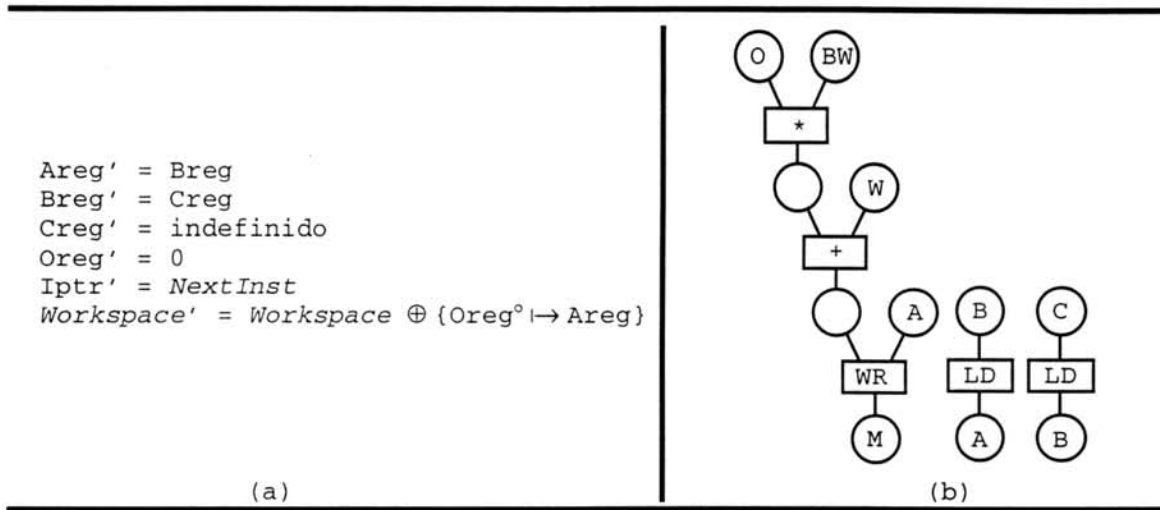 Areg' = Breg
Breg' = Creg
Creg' = indefinido
Oreg' = 0
Iptr' = NextInst
Workspace' = Workspace ⊕ {Oreg° ↦ Areg}
(a)
O BW
*
W
+
A B C
WR LD LD
M A B
(b)